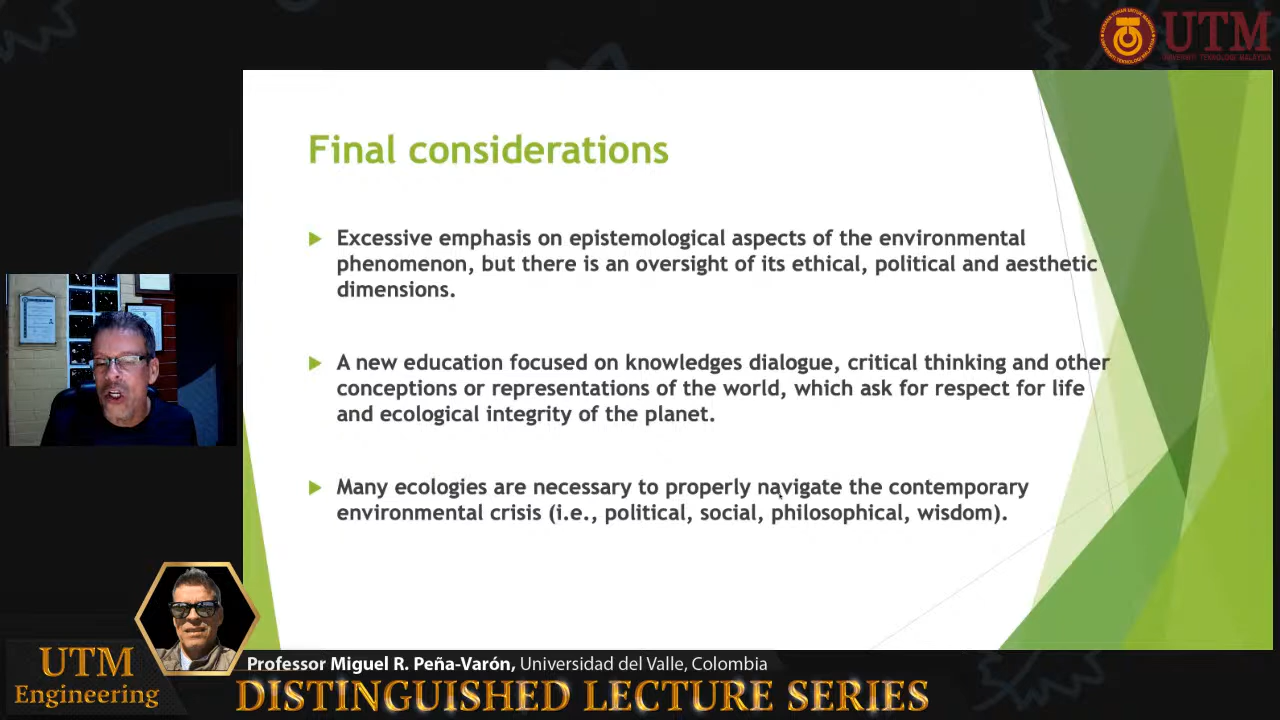 UTM
UNIVERSITI TEKNOLOGI MALAYSIA
Final considerations
Excessive emphasis on epistemological aspects of the environmental
phenomenon, but there is an oversight of its ethical, political and aesthetic
dimensions.
A new education focused on knowledges dialogue, critical thinking and other
conceptions or representations of the world, which ask for respect for life
and ecological integrity of the planet.
Many ecologies are necessary to properly navigate the contemporary
environmental crisis (i.e., political, social, philosophical, wisdom).
UTM
Engineering
Professor Miguel R. Peña-Varón, Universidad del Valle, Colombia
DISTINGUISHED LECTURE SERIES